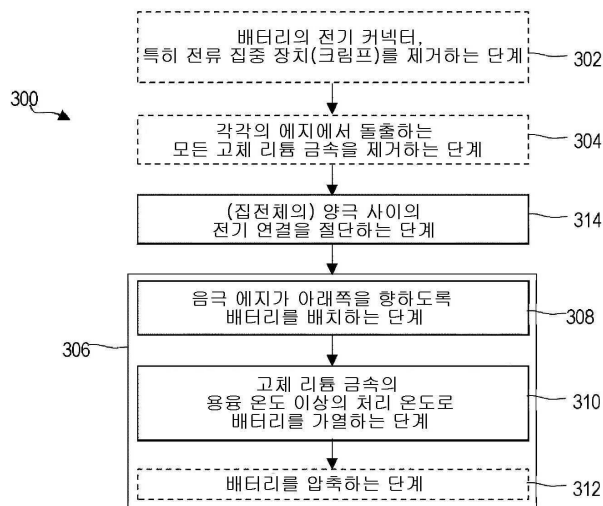 배터리의 전기 커넥터,
특히 전류 집중 장치(크림프)를 제거하는 단계
302
300
각각의 에지에서 돌출하는
모든 고체 리튬 금속을 제거하는 단계
304
(집전체의) 양극 사이의
전기 연결을 절단하는 단계
314
음극 에지가 아래쪽을 향하도록
배터리를 배치하는 단계
308
306
고체 리튬 금속의
용융 온도 이상의 처리 온도로
배터리를 가열하는 단계
310
배터리를 압축하는 단계
312